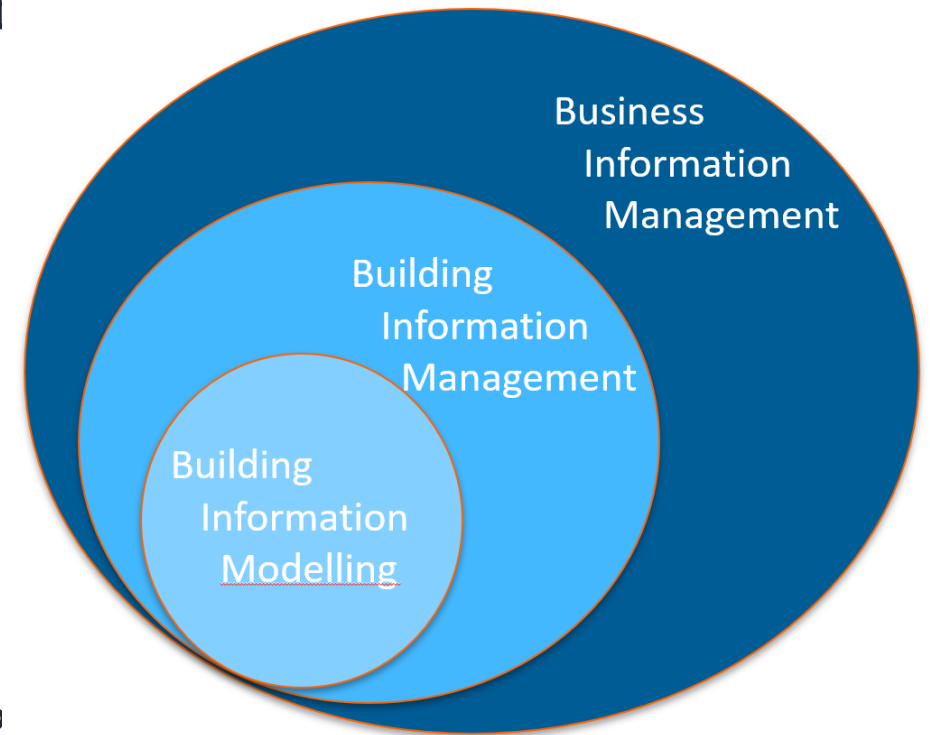 Business
Information
Management
Building
Information
Management
Building
Information
Modelling